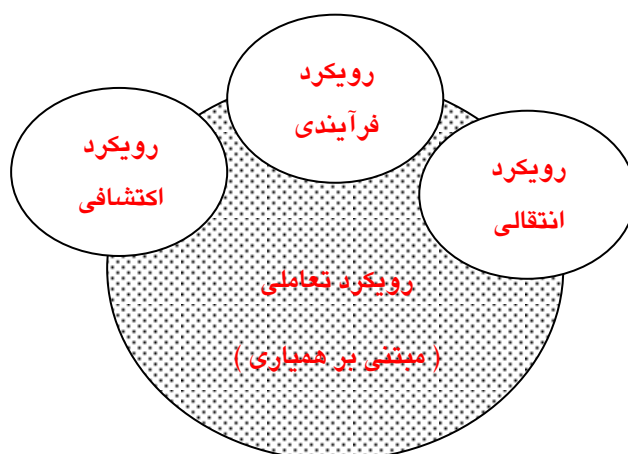 رویکرد
فرآیندی
رویکرد
انتقالی
رویکرد
اکتشافی
رویکرد تعاملی
( مبتنی بر همیاری )